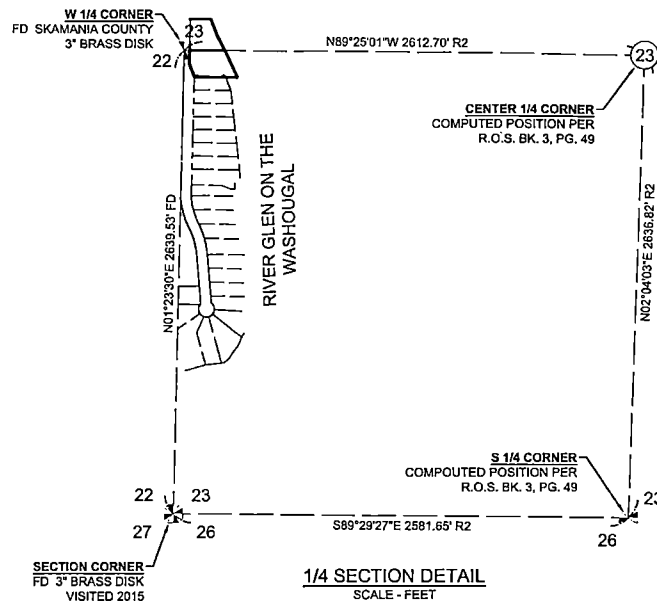 W 1/4 CORNER
FD SKAMANIA COUNTY
3" BRASS DISK
23
22
N89°25'01"W 2612.70' R2
23
CENTER 1/4 CORNER
COMPUTED POSITION PER
R.O.S. BK. 3, PG. 49
RIVER GLEN ON THE
WASHOUGAL
N01°23'30"E 2639.53' FD
N02°04'03"E 2636.82' R2
S 1/4 CORNER
COMPOUTED POSITION PER
R.O.S. BK. 3, PG. 49
22 23
27 26
23
26
S89°29'27"E 2581.65' R2
SECTION CORNER
FD 3" BRASS DISK
VISITED 2015
1/4 SECTION DETAIL
SCALE - FEET